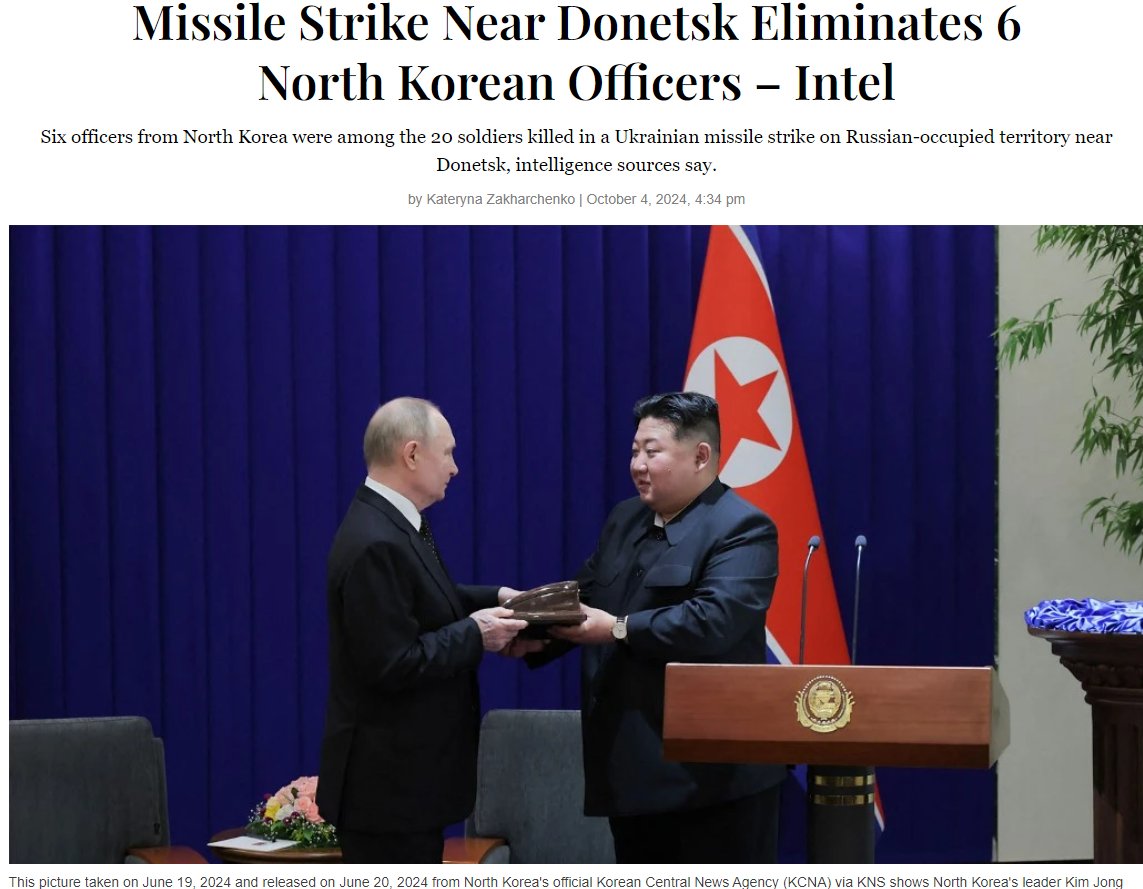 Missile Strike Near Donetsk Eliminates 6
North Korean Officers – Intel
Six officers from North Korea were among the 20 soldiers killed in a Ukrainian missile strike on Russian-occupied territory near
Donetsk, intelligence sources say.
by Kateryna Zakharchenko | October 4, 2024, 4:34 pm
This picture taken on June 19, 2024 and released on June 20, 2024 from North Korea's official Korean Central News Agency (KCNA) via KNS shows North Korea's leader Kim Jong